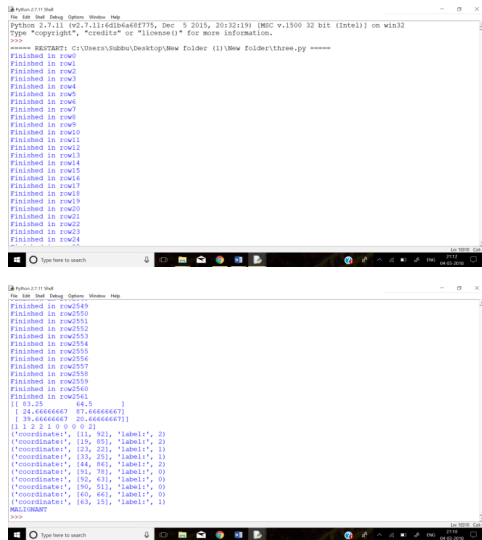 Python 2.7.11 Shell
File Edit Shell Debug Options Window Help
Python 2.7.11 (v2.7.11:6d1b6a68f775, Dec 5 2015, 20:32:19) [MSC v.1500 32 bit (Intel)] on win32
Type "copyright", "credits" or "license()" for more information.
>>>
===== RESTART: C:\Users\Subbu\Desktop\New folder (1)\New folder\three.py =====
Finished in row0
Finished in row1
Finished in row2
Finished in row3
Finished in row4
Finished in row5
Finished in row6
Finished in row7
Finished in row8
Finished in row9
Finished in row10
Finished in row11
Finished in row12
Finished in row13
Finished in row14
Finished in row15
Finished in row16
Finished in row17
Finished in row18
Finished in row19
Finished in row20
Finished in row21
Finished in row22
Finished in row23
Finished in row24
Type here to search
ENG
21:12
04-03-2018
Python 2.7.11 Shell
File Edit Shell Debug Options Window Help
Finished in row2549
Finished in row2550
Finished in row2551
Finished in row2552
Finished in row2553
Finished in row2554
Finished in row2555
Finished in row2556
Finished in row2557
Finished in row2558
Finished in row2559
Finished in row2560
Finished in row2561
[[ 83.25 64.5 ]
[ 24.66666667 87.66666667]
[ 39.66666667 20.66666667]]
[1 1 2 2 1 0 0 0 0 2]
('coordinate:', [11, 92], 'label:', 2)
('coordinate:', [19, 85], 'label:', 2)
('coordinate:', [23, 22], 'label:', 1)
('coordinate:', [33, 25], 'label:', 1)
('coordinate:', [44, 86], 'label:', 2)
('coordinate:', [91, 78], 'label:', 0)
('coordinate:', [92, 63], 'label:', 0)
('coordinate:', [90, 51], 'label:', 0)
('coordinate:', [60, 66], 'label:', 0)
('coordinate:', [63, 15], 'label:', 1)
MALIGNANT
>>>
Type here to search
ENG
04-03-2018